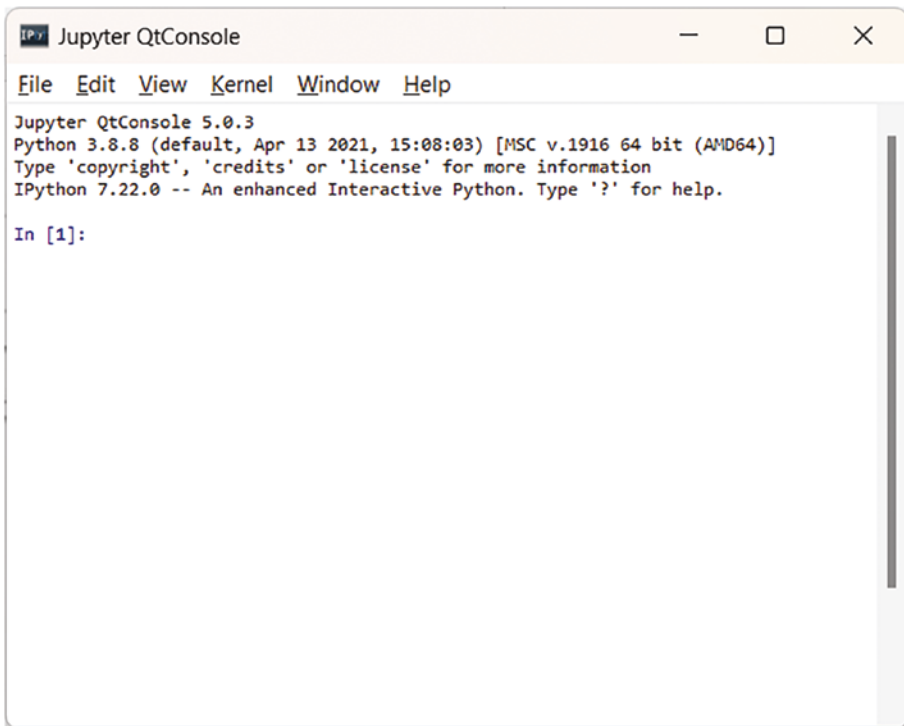 IP y Jupyter QtConsole
File Edit View Kernel Window Help
Jupyter QtConsole 5.0.3
Python 3.8.8 (default, Apr 13 2021, 15:08:03) [MSC v.1916 64 bit (AMD64)]
Type 'copyright', 'credits' or 'license' for more information
IPython 7.22.0 -- An enhanced Interactive Python. Type '?' for help.
In [1]: